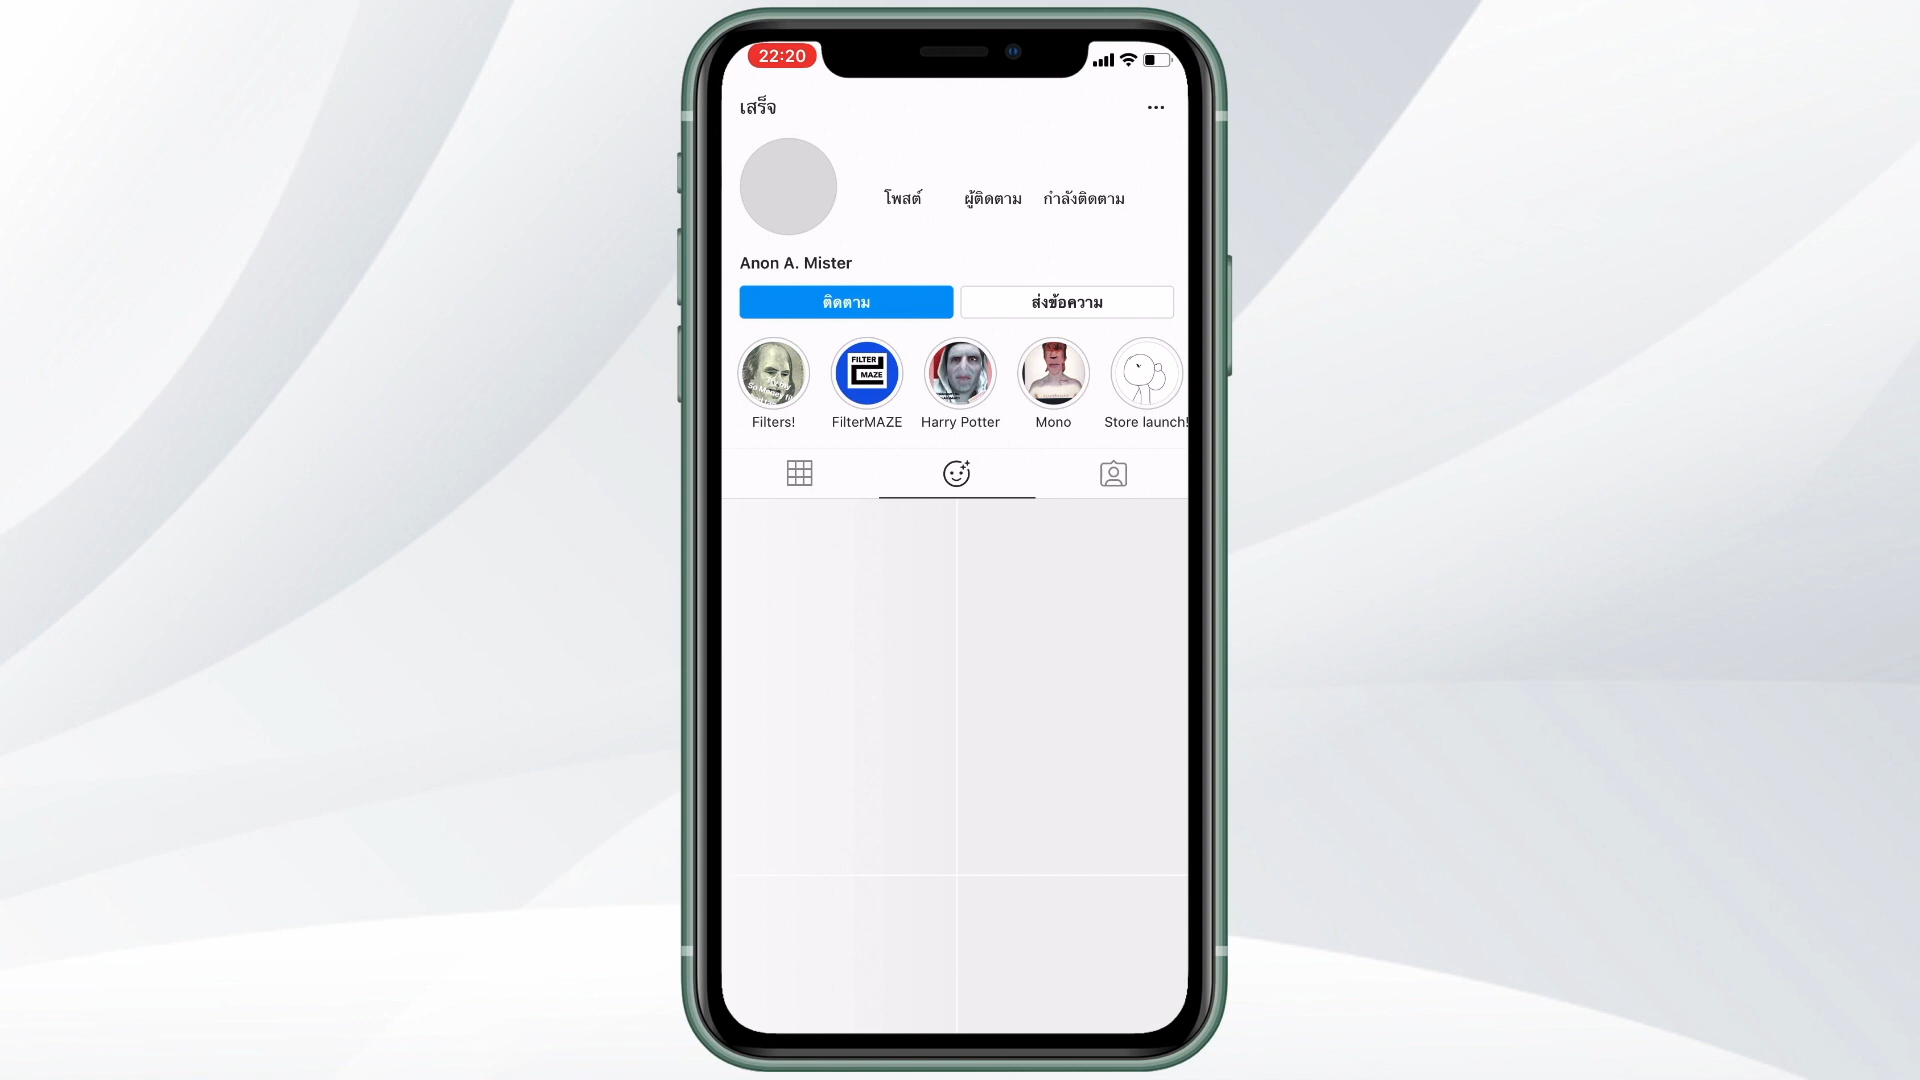 22:20
เสร็จ
โพสต์ ผู้ติดตาม กำลังติดตาม
Anon A. Mister
ติดตาม ส่งข้อความ
FILTER
MAZE
Filters! FilterMAZE Harry Potter Mono Store launch!